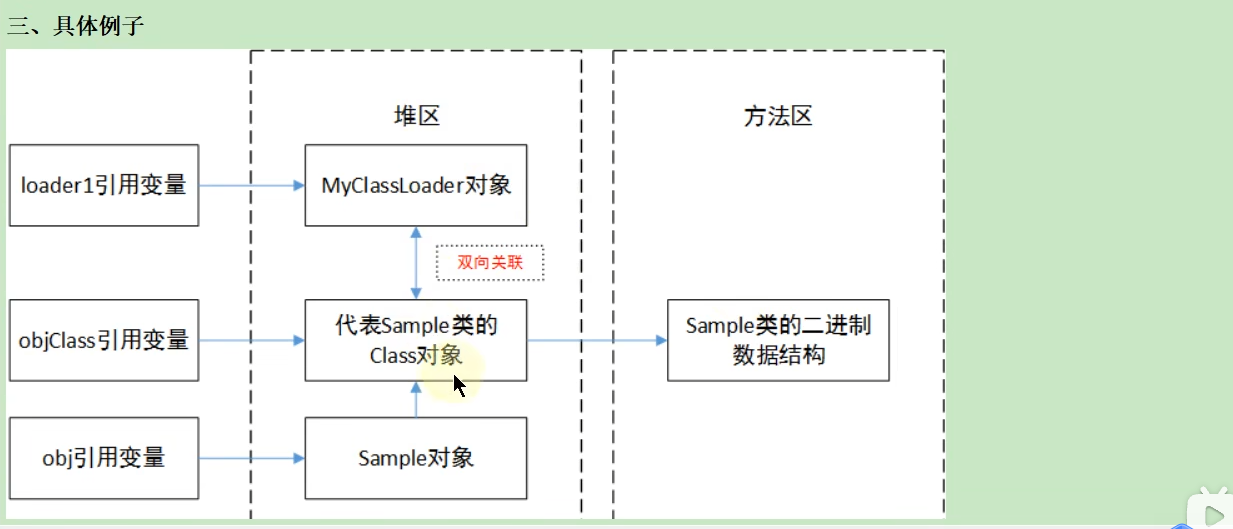 三、具体例子
堆区
方法区
loader1引用变量
MyClassLoader对象
双向关联
objClass引用变量
代表Sample类的
Class对象
Sample类的二进制
数据结构
obj引用变量
Sample对象